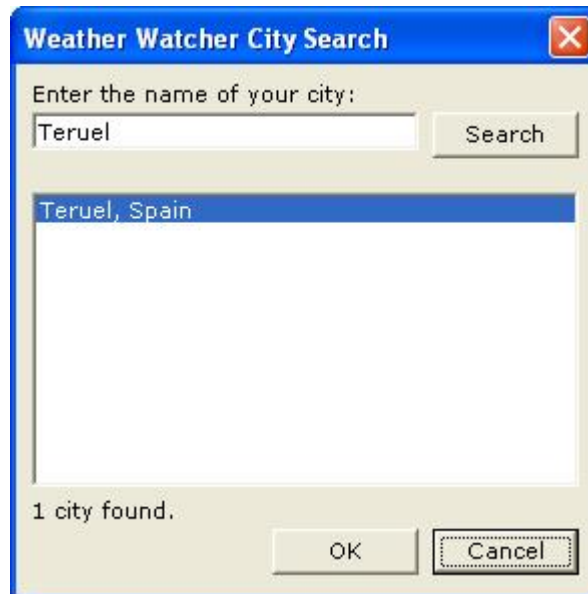 Weather Watcher City Search
Enter the name of your city:
Teruel
Search
Teruel, Spain
1 city found.
OK
Cancel